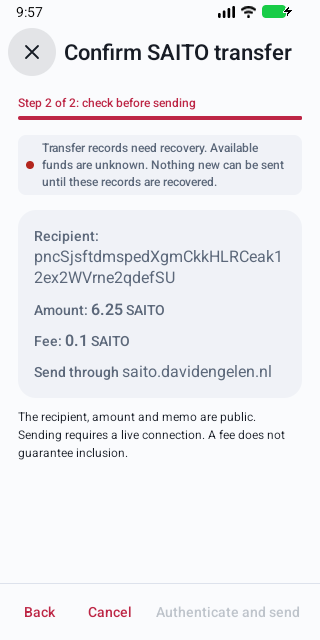 9:57
Confirm SAITO transfer
Step 2 of 2: check before sending
Transfer records need recovery. Available
funds are unknown. Nothing new can be sent
until these records are recovered.
Recipient:
pncSjsftdmspedXgmCkkHLRCeak1
2ex2WVrne2qdefSU
Amount: 6.25 SAITO
Fee: 0.1 SAITO
Send through saito.davidengelen.nl
The recipient, amount and memo are public.
Sending requires a live connection. A fee does not
guarantee inclusion.
Back Cancel Authenticate and send